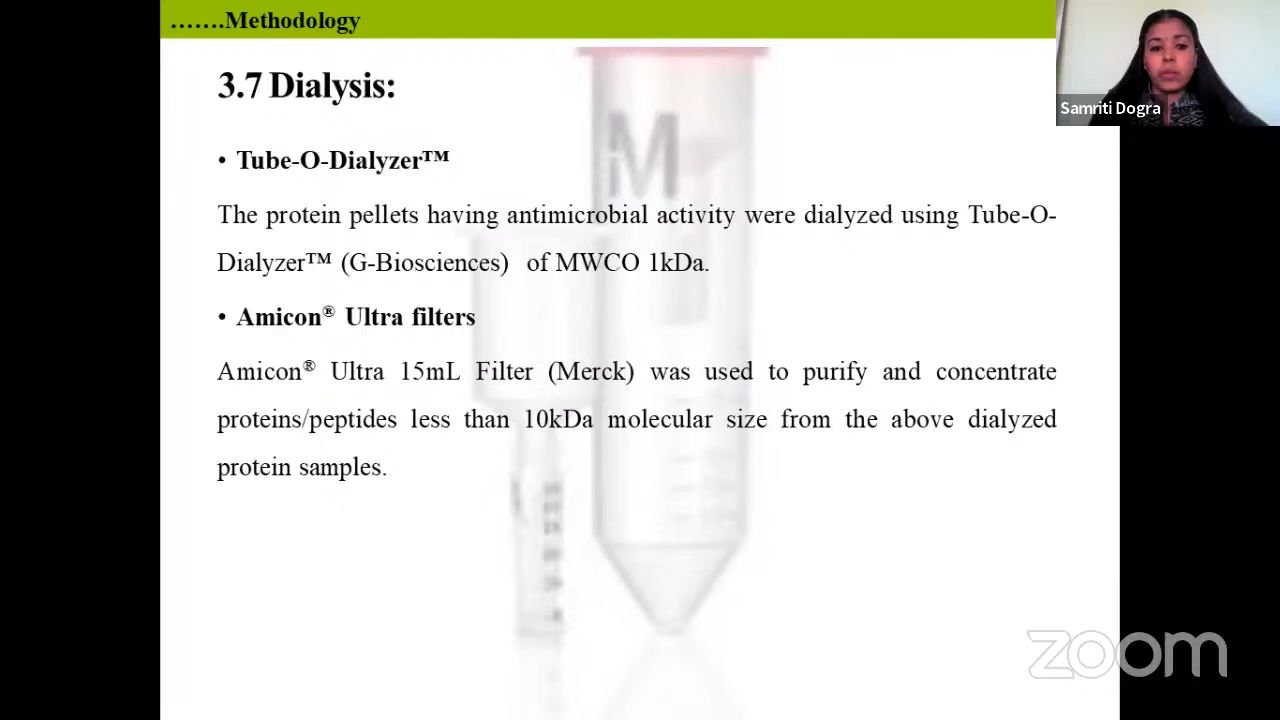 …….Methodology
3.7 Dialysis:
• Tube-O-Dialyzer™
The protein pellets having antimicrobial activity were dialyzed using Tube-O-
Dialyzer™ (G-Biosciences) of MWCO 1kDa.
• Amicon® Ultra filters
Amicon® Ultra 15mL Filter (Merck) was used to purify and concentrate
proteins/peptides less than 10kDa molecular size from the above dialyzed
protein samples.
M
Samriti Dogra
zoom